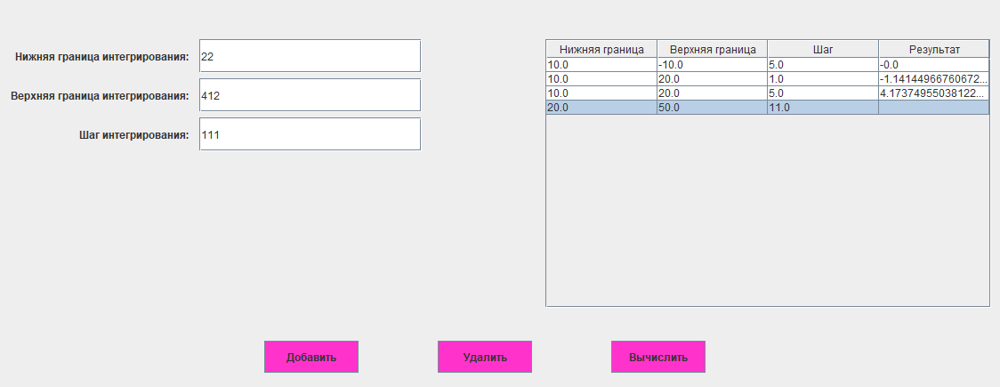 Нижняя граница интегрирования: 22
Верхняя граница интегрирования: 412
Шаг интегрирования: 111
Нижняя граница Верхняя граница Шаг Результат
10.0 -10.0 5.0 -0.0
10.0 20.0 1.0 -1.14144966760672...
10.0 20.0 5.0 4.17374955038122...
20.0 50.0 11.0
Добавить Удалить Вычислить